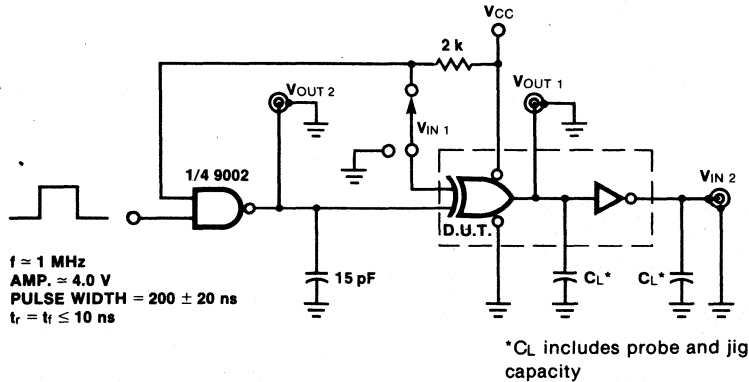 VCC
2 k
VOUT 2
VOUT 1
VIN 1
1/4 9002
VIN 2
D.U.T.
15 pF
CL*
CL*
f ≃ 1 MHz
AMP. ≃ 4.0 V
PULSE WIDTH = 200 ± 20 ns
tr = tf ≤ 10 ns
*CL includes probe and jig
capacity